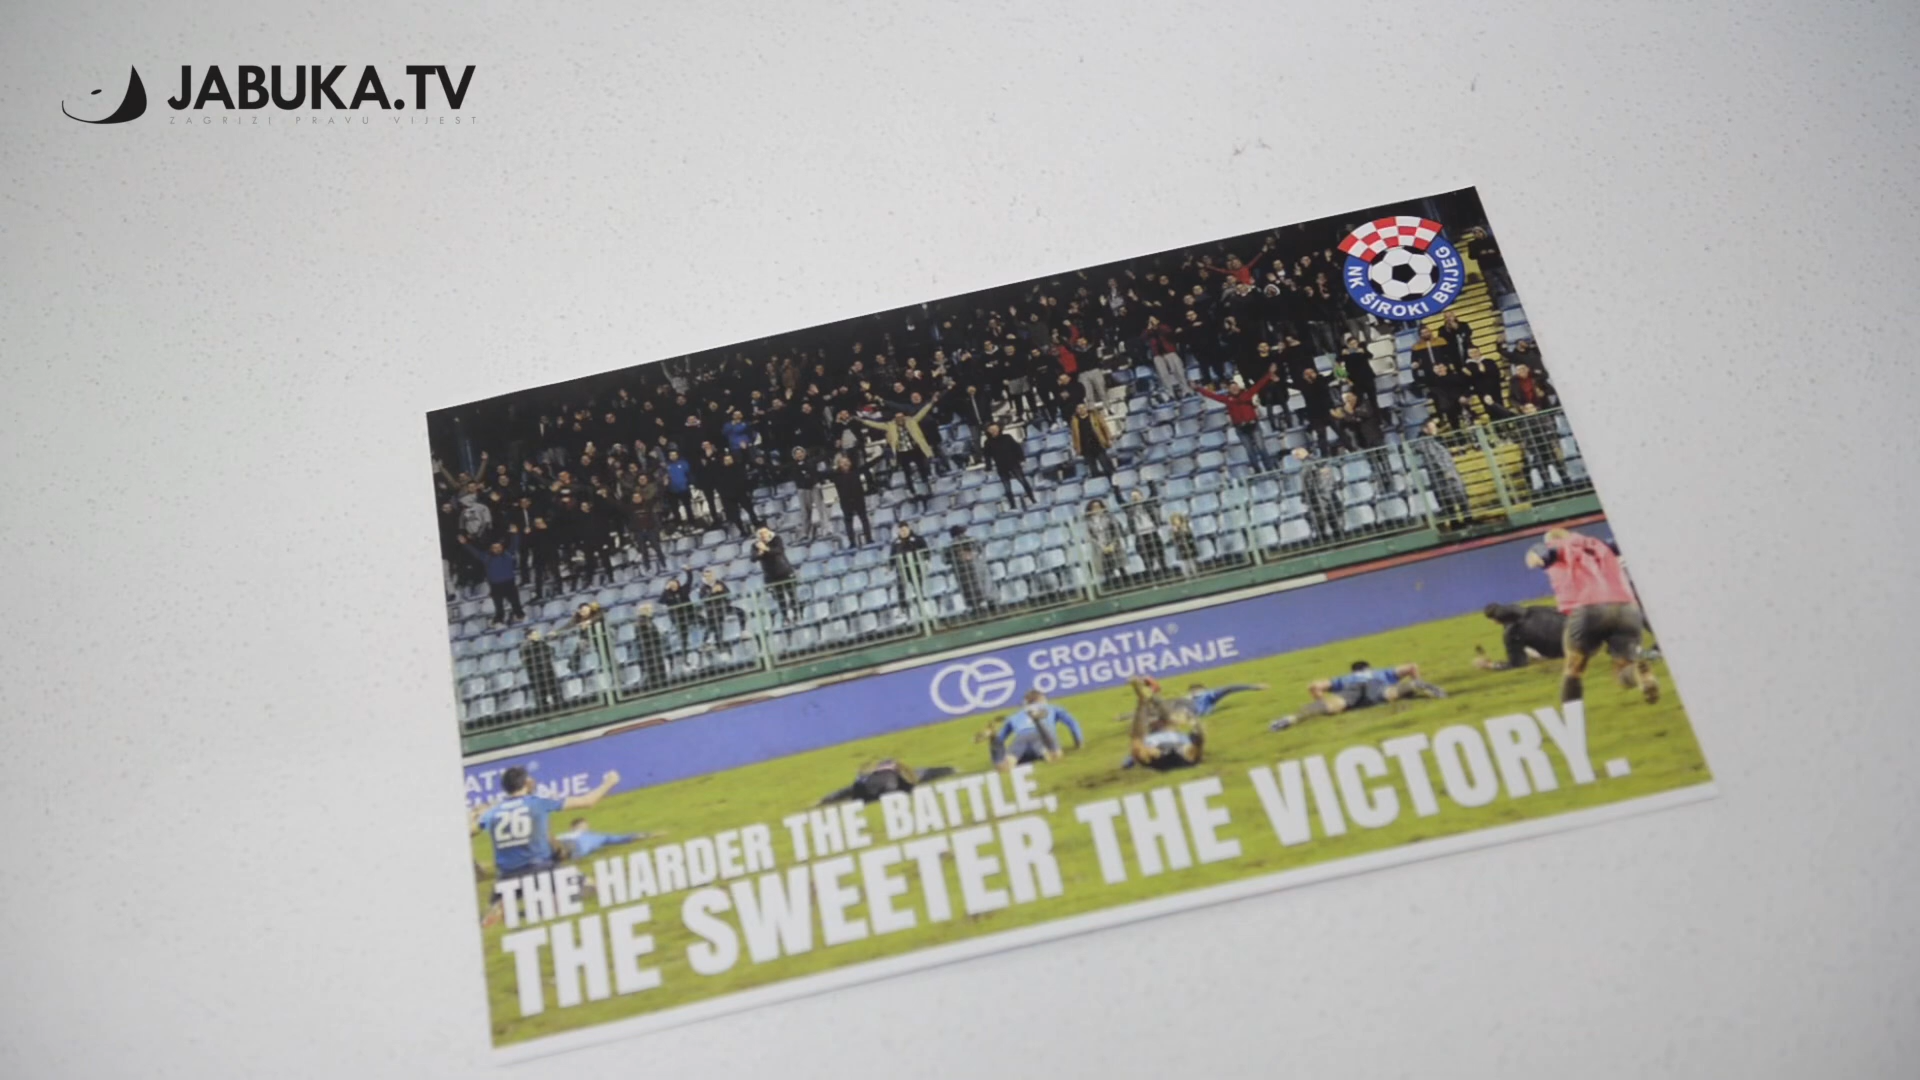 JABUKA.TV
ZAGRIZI PRAVU VIJEST
NK ŠIROKI BRIJEG
CROATIA®
OSIGURANJE
26
THE HARDER THE BATTLE,
THE SWEETER THE VICTORY.